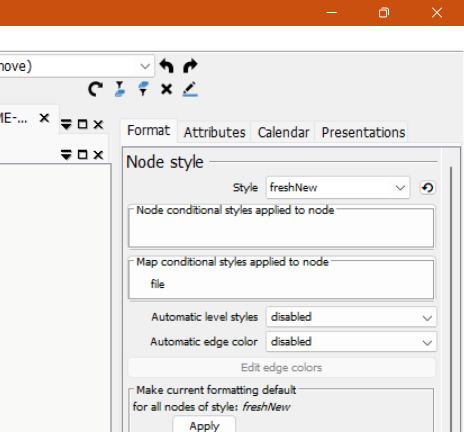 nove)
ME-...
Format Attributes Calendar Presentations
Node style
Style freshNew
Node conditional styles applied to node
Map conditional styles applied to node
file
Automatic level styles disabled
Automatic edge color disabled
Edit edge colors
Make current formatting default
for all nodes of style: freshNew
Apply